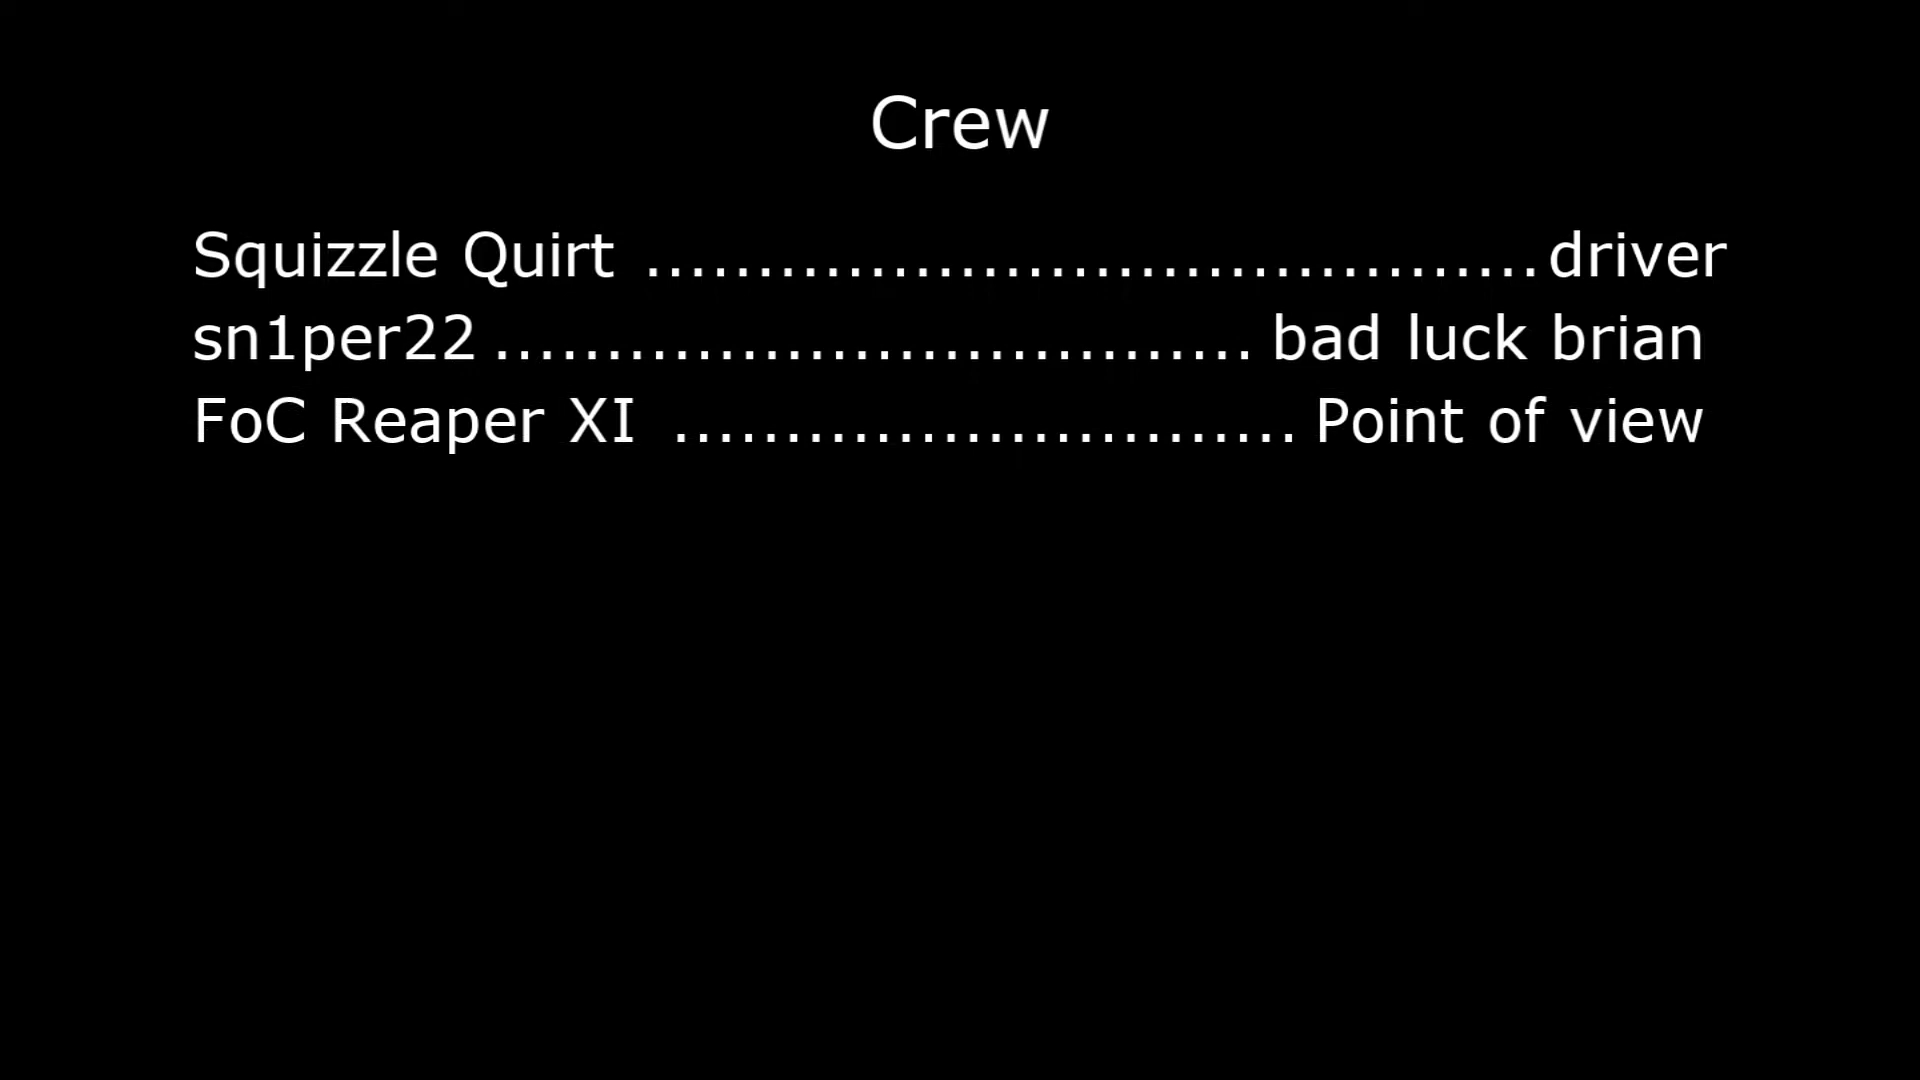 Crew
Squizzle Quirt ........................................driver
sn1per22 .................................. bad luck brian
FoC Reaper XI ............................ Point of view